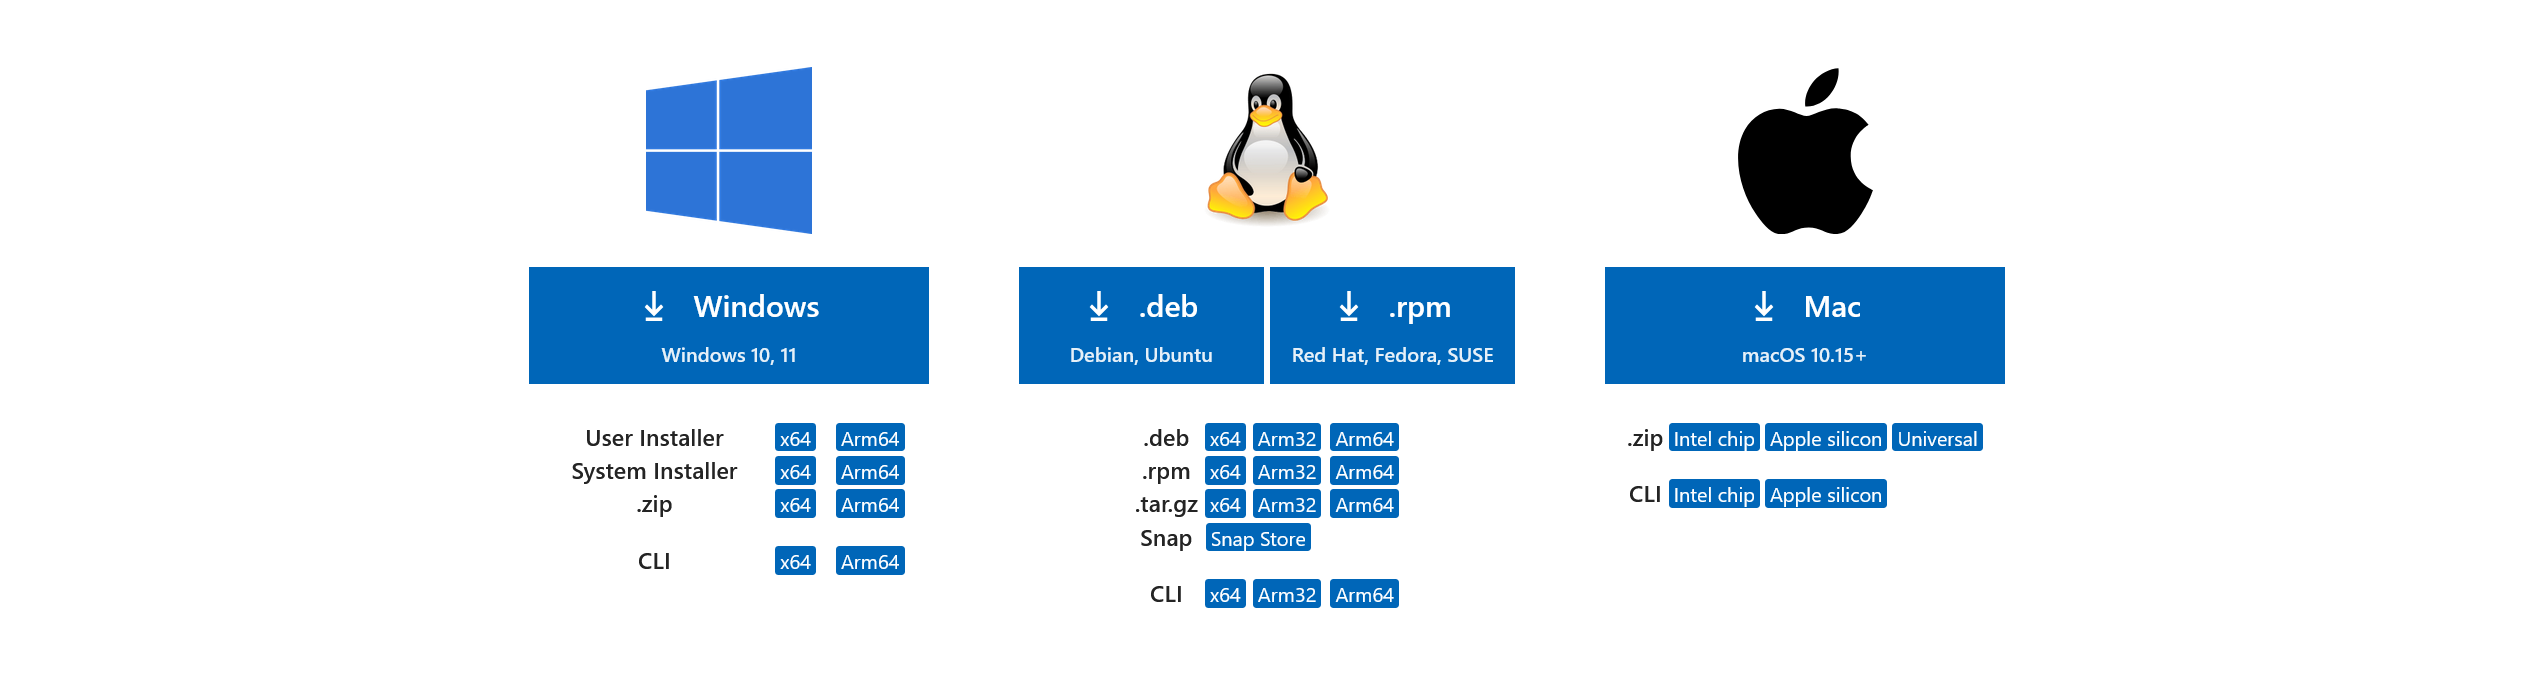 Windows
Windows 10, 11
User Installer x64 Arm64
System Installer x64 Arm64
.zip x64 Arm64
CLI x64 Arm64
.deb
Debian, Ubuntu
.rpm
Red Hat, Fedora, SUSE
.deb x64 Arm32 Arm64
.rpm x64 Arm32 Arm64
.tar.gz x64 Arm32 Arm64
Snap Snap Store
CLI x64 Arm32 Arm64
Mac
macOS 10.15+
.zip Intel chip Apple silicon Universal
CLI Intel chip Apple silicon